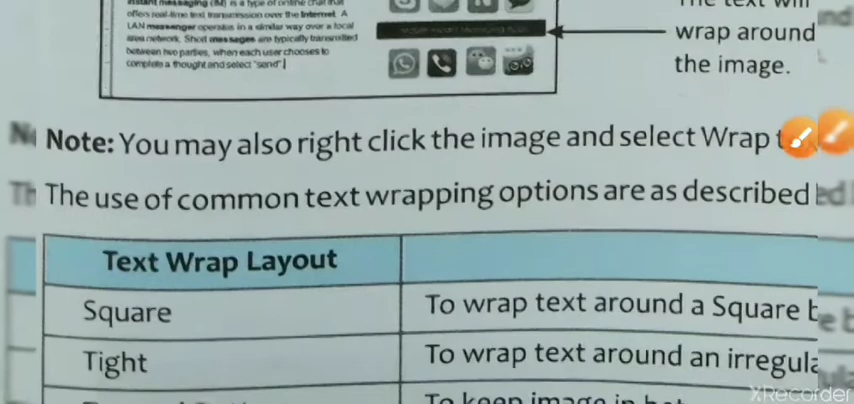 Instant messaging (IM) is a type of online chat that
offers real-time text transmission over the Internet. A
LAN messenger operates in a similar way over a local
area network. Short messages are typically transmitted
between two parties, when each user chooses to
complete a thought and select "send".
The text will
wrap around
the image.
Note: You may also right click the image and select Wrap
The use of common text wrapping options are as described
Text Wrap Layout
Square To wrap text around a Square b
Tight To wrap text around an irregula
To keep image in
XRecorder